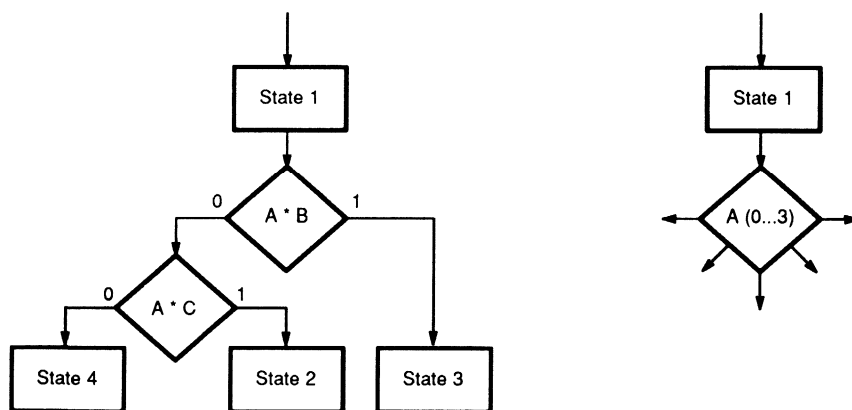 State 1
0
A * B
1
0
A * C
1
State 4
State 2
State 3
State 1
A (0...3)